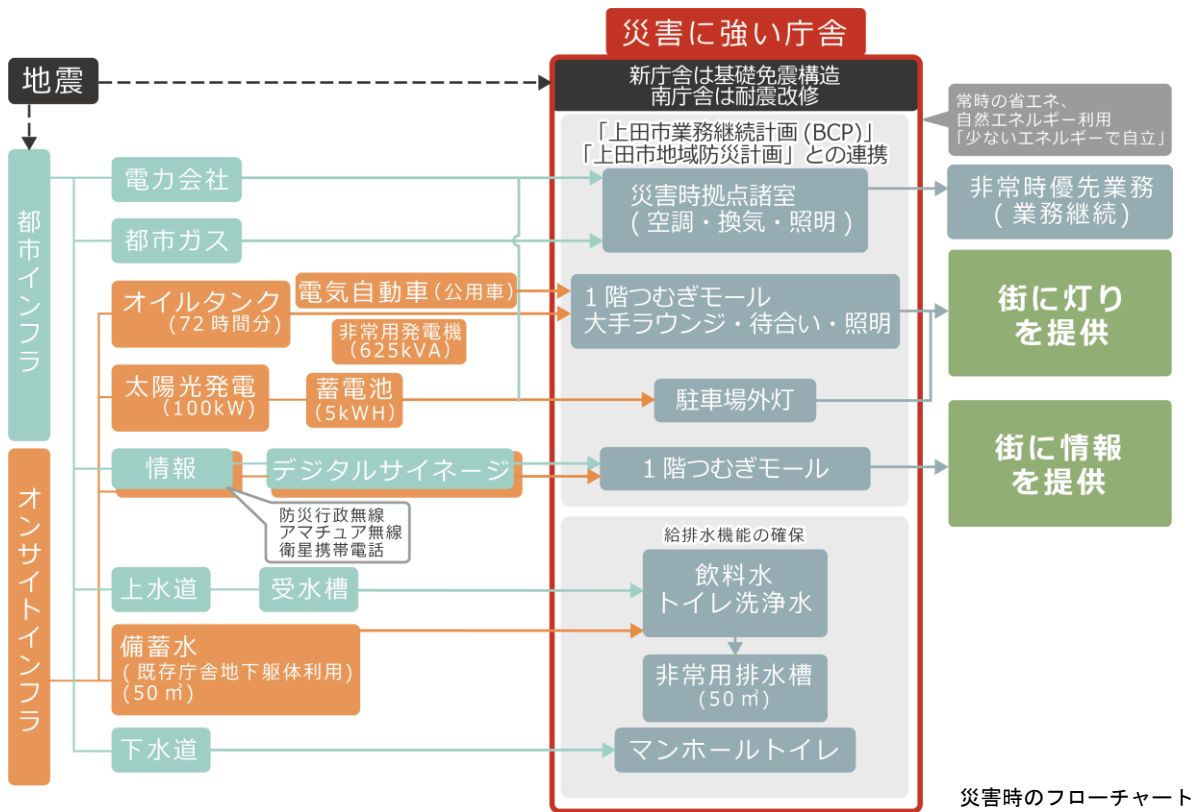 災害に強い庁舎
地震
新庁舎は基礎免震構造
南庁舎は耐震改修
常時の省エネ、
自然エネルギー利用
「少ないエネルギーで自立」
「上田市業務継続計画(BCP)」
「上田市地域防災計画」との連携
都市インフラ
電力会社
災害時拠点諸室
(空調・換気・照明)
非常時優先業務
(業務継続)
都市ガス
オイルタンク
(72時間分)
電気自動車(公用車)
非常用発電機
(625kVA)
1階つむぎモール
大手ラウンジ・待合い・照明
街に灯り
を提供
太陽光発電
(100kW)
蓄電池
(5kWH)
駐車場外灯
オンサイトインフラ
情報
デジタルサイネージ
1階つむぎモール
街に情報
を提供
防災行政無線
アマチュア無線
衛星携帯電話
給排水機能の確保
上水道
受水槽
飲料水
トイレ洗浄水
備蓄水
(既存庁舎地下躯体利用)
(50㎥)
非常用排水槽
(50㎥)
下水道
マンホールトイレ
災害時のフローチャート